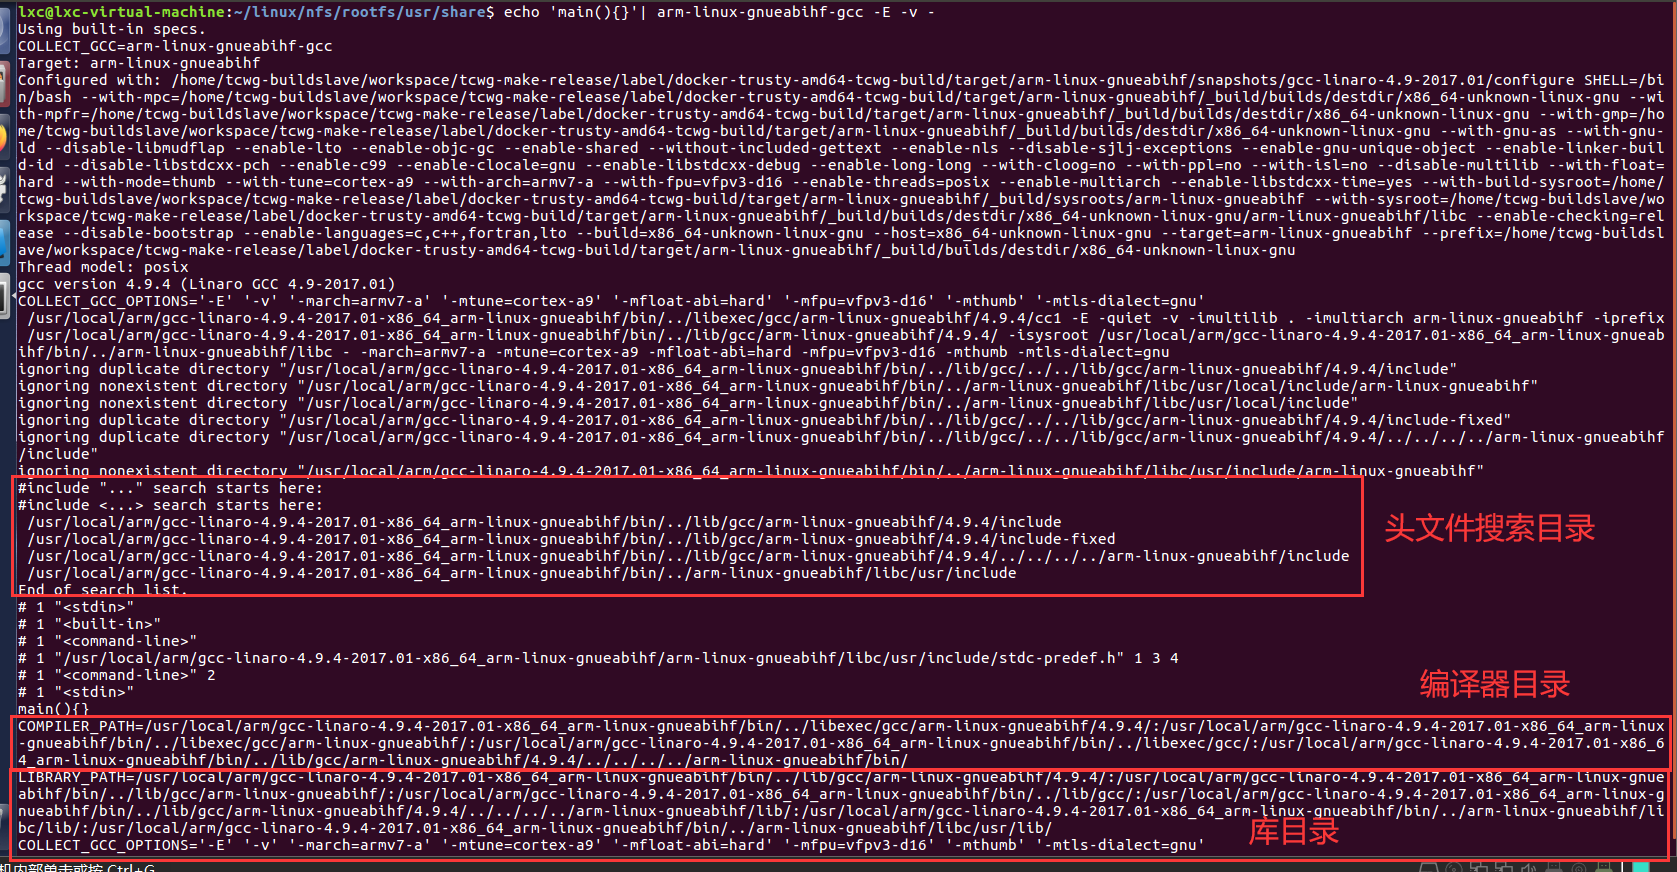 lxc@lxc-virtual-machine:~/linux/nfs/rootfs/usr/share$ echo 'main(){}'| arm-linux-gnueabihf-gcc -E -v -
Using built-in specs.
COLLECT_GCC=arm-linux-gnueabihf-gcc
Target: arm-linux-gnueabihf
Configured with: /home/tcwg-buildslave/workspace/tcwg-make-release/label/docker-trusty-amd64-tcwg-build/target/arm-linux-gnueabihf/snapshots/gcc-linaro-4.9-2017.01/configure SHELL=/bi
n/bash --with-mpc=/home/tcwg-buildslave/workspace/tcwg-make-release/label/docker-trusty-amd64-tcwg-build/target/arm-linux-gnueabihf/_build/builds/destdir/x86_64-unknown-linux-gnu --wi
th-mpfr=/home/tcwg-buildslave/workspace/tcwg-make-release/label/docker-trusty-amd64-tcwg-build/target/arm-linux-gnueabihf/_build/builds/destdir/x86_64-unknown-linux-gnu --with-gmp=/ho
me/tcwg-buildslave/workspace/tcwg-make-release/label/docker-trusty-amd64-tcwg-build/target/arm-linux-gnueabihf/_build/builds/destdir/x86_64-unknown-linux-gnu --with-gnu-as --with-gnu-
ld --disable-libmudflap --enable-lto --enable-objc-gc --enable-shared --without-included-gettext --enable-nls --disable-sjlj-exceptions --enable-gnu-unique-object --enable-linker-buil
d-id --disable-libstdcxx-pch --enable-c99 --enable-clocale=gnu --enable-libstdcxx-debug --enable-long-long --with-cloog=no --with-ppl=no --with-isl=no --disable-multilib --with-float=
hard --with-mode=thumb --with-tune=cortex-a9 --with-arch=armv7-a --with-fpu=vfpv3-d16 --enable-threads=posix --enable-multiarch --enable-libstdcxx-time=yes --with-build-sysroot=/home/
tcwg-buildslave/workspace/tcwg-make-release/label/docker-trusty-amd64-tcwg-build/target/arm-linux-gnueabihf/_build/sysroots/arm-linux-gnueabihf --with-sysroot=/home/tcwg-buildslave/wo
rkspace/tcwg-make-release/label/docker-trusty-amd64-tcwg-build/target/arm-linux-gnueabihf/_build/builds/destdir/x86_64-unknown-linux-gnu/arm-linux-gnueabihf/libc --enable-checking=rel
ease --disable-bootstrap --enable-languages=c,c++,fortran,lto --build=x86_64-unknown-linux-gnu --host=x86_64-unknown-linux-gnu --target=arm-linux-gnueabihf --prefix=/home/tcwg-buildsl
ave/workspace/tcwg-make-release/label/docker-trusty-amd64-tcwg-build/target/arm-linux-gnueabihf/_build/builds/destdir/x86_64-unknown-linux-gnu
Thread model: posix
gcc version 4.9.4 (Linaro GCC 4.9-2017.01)
COLLECT_GCC_OPTIONS='-E' '-v' '-march=armv7-a' '-mtune=cortex-a9' '-mfloat-abi=hard' '-mfpu=vfpv3-d16' '-mthumb' '-mtls-dialect=gnu'
/usr/local/arm/gcc-linaro-4.9.4-2017.01-x86_64_arm-linux-gnueabihf/bin/../libexec/gcc/arm-linux-gnueabihf/4.9.4/cc1 -E -quiet -v -imultilib . -imultiarch arm-linux-gnueabihf -iprefix
/usr/local/arm/gcc-linaro-4.9.4-2017.01-x86_64_arm-linux-gnueabihf/bin/../lib/gcc/arm-linux-gnueabihf/4.9.4/ -isysroot /usr/local/arm/gcc-linaro-4.9.4-2017.01-x86_64_arm-linux-gnueab
ihf/bin/../arm-linux-gnueabihf/libc - -march=armv7-a -mtune=cortex-a9 -mfloat-abi=hard -mfpu=vfpv3-d16 -mthumb -mtls-dialect=gnu
ignoring duplicate directory "/usr/local/arm/gcc-linaro-4.9.4-2017.01-x86_64_arm-linux-gnueabihf/bin/../lib/gcc/../../lib/gcc/arm-linux-gnueabihf/4.9.4/include"
ignoring nonexistent directory "/usr/local/arm/gcc-linaro-4.9.4-2017.01-x86_64_arm-linux-gnueabihf/bin/../arm-linux-gnueabihf/libc/usr/local/include/arm-linux-gnueabihf"
ignoring nonexistent directory "/usr/local/arm/gcc-linaro-4.9.4-2017.01-x86_64_arm-linux-gnueabihf/bin/../arm-linux-gnueabihf/libc/usr/local/include"
ignoring duplicate directory "/usr/local/arm/gcc-linaro-4.9.4-2017.01-x86_64_arm-linux-gnueabihf/bin/../lib/gcc/../../lib/gcc/arm-linux-gnueabihf/4.9.4/include-fixed"
ignoring duplicate directory "/usr/local/arm/gcc-linaro-4.9.4-2017.01-x86_64_arm-linux-gnueabihf/bin/../lib/gcc/../../lib/gcc/arm-linux-gnueabihf/4.9.4/../../../../arm-linux-gnueabihf
/include"
ignoring nonexistent directory "/usr/local/arm/gcc-linaro-4.9.4-2017.01-x86_64_arm-linux-gnueabihf/bin/../arm-linux-gnueabihf/libc/usr/include/arm-linux-gnueabihf"
#include "..." search starts here:
#include <...> search starts here:
/usr/local/arm/gcc-linaro-4.9.4-2017.01-x86_64_arm-linux-gnueabihf/bin/../lib/gcc/arm-linux-gnueabihf/4.9.4/include
头文件搜索目录
/usr/local/arm/gcc-linaro-4.9.4-2017.01-x86_64_arm-linux-gnueabihf/bin/../lib/gcc/arm-linux-gnueabihf/4.9.4/include-fixed
/usr/local/arm/gcc-linaro-4.9.4-2017.01-x86_64_arm-linux-gnueabihf/bin/../lib/gcc/arm-linux-gnueabihf/4.9.4/../../../../arm-linux-gnueabihf/include
/usr/local/arm/gcc-linaro-4.9.4-2017.01-x86_64_arm-linux-gnueabihf/bin/../arm-linux-gnueabihf/libc/usr/include
End of search list.
# 1 "<stdin>"
# 1 "<built-in>"
# 1 "<command-line>"
# 1 "/usr/local/arm/gcc-linaro-4.9.4-2017.01-x86_64_arm-linux-gnueabihf/arm-linux-gnueabihf/libc/usr/include/stdc-predef.h" 1 3 4
# 1 "<command-line>" 2
编译器目录
# 1 "<stdin>"
main(){}
COMPILER_PATH=/usr/local/arm/gcc-linaro-4.9.4-2017.01-x86_64_arm-linux-gnueabihf/bin/../libexec/gcc/arm-linux-gnueabihf/4.9.4/:/usr/local/arm/gcc-linaro-4.9.4-2017.01-x86_64_arm-linux
-gnueabihf/bin/../libexec/gcc/arm-linux-gnueabihf/:/usr/local/arm/gcc-linaro-4.9.4-2017.01-x86_64_arm-linux-gnueabihf/bin/../libexec/gcc/:/usr/local/arm/gcc-linaro-4.9.4-2017.01-x86_6
4_arm-linux-gnueabihf/bin/../lib/gcc/arm-linux-gnueabihf/4.9.4/../../../../arm-linux-gnueabihf/bin/
LIBRARY_PATH=/usr/local/arm/gcc-linaro-4.9.4-2017.01-x86_64_arm-linux-gnueabihf/bin/../lib/gcc/arm-linux-gnueabihf/4.9.4/:/usr/local/arm/gcc-linaro-4.9.4-2017.01-x86_64_arm-linux-gnue
abihf/bin/../lib/gcc/arm-linux-gnueabihf/:/usr/local/arm/gcc-linaro-4.9.4-2017.01-x86_64_arm-linux-gnueabihf/bin/../lib/gcc/:/usr/local/arm/gcc-linaro-4.9.4-2017.01-x86_64_arm-linux-g
nueabihf/bin/../lib/gcc/arm-linux-gnueabihf/4.9.4/../../../../arm-linux-gnueabihf/lib/:/usr/local/arm/gcc-linaro-4.9.4-2017.01-x86_64_arm-linux-gnueabihf/bin/../arm-linux-gnueabihf/li
bc/lib/:/usr/local/arm/gcc-linaro-4.9.4-2017.01-x86_64_arm-linux-gnueabihf/bin/../arm-linux-gnueabihf/libc/usr/lib/
库目录
COLLECT_GCC_OPTIONS='-E' '-v' '-march=armv7-a' '-mtune=cortex-a9' '-mfloat-abi=hard' '-mfpu=vfpv3-d16' '-mthumb' '-mtls-dialect=gnu'
机内部单击或按 Ctrl+G